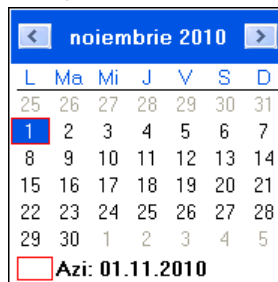 noiembrie 2010
L Ma Mi J V S D
25 26 27 28 29 30 31
1 2 3 4 5 6 7
8 9 10 11 12 13 14
15 16 17 18 19 20 21
22 23 24 25 26 27 28
29 30 1 2 3 4 5
Azi: 01.11.2010